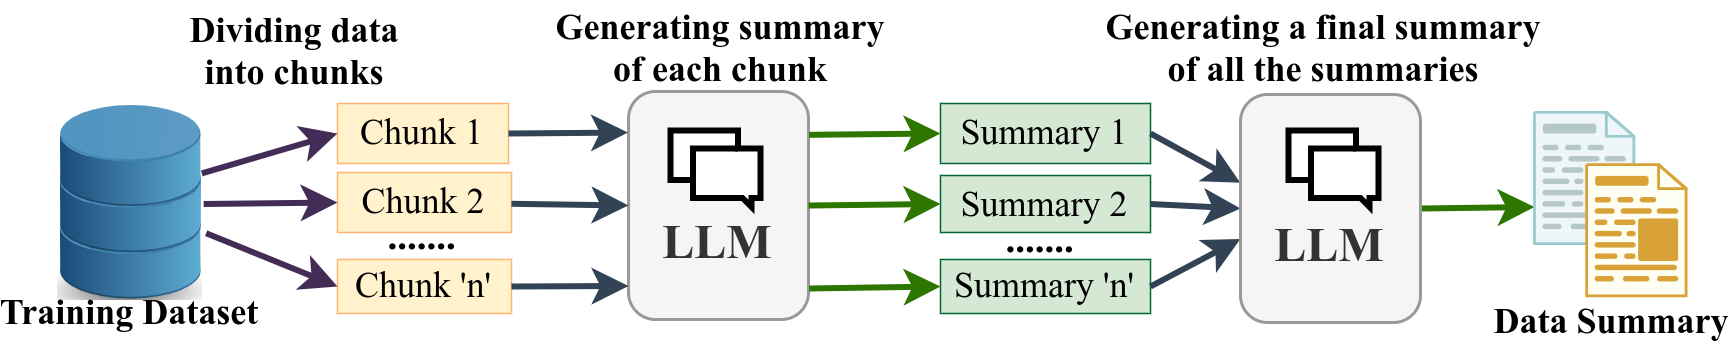 Dividing data
into chunks
Generating summary
of each chunk
Generating a final summary
of all the summaries
Chunk 1
Chunk 2
.......
Chunk 'n'
LLM
Summary 1
Summary 2
.......
Summary 'n'
LLM
Training Dataset
Data Summary